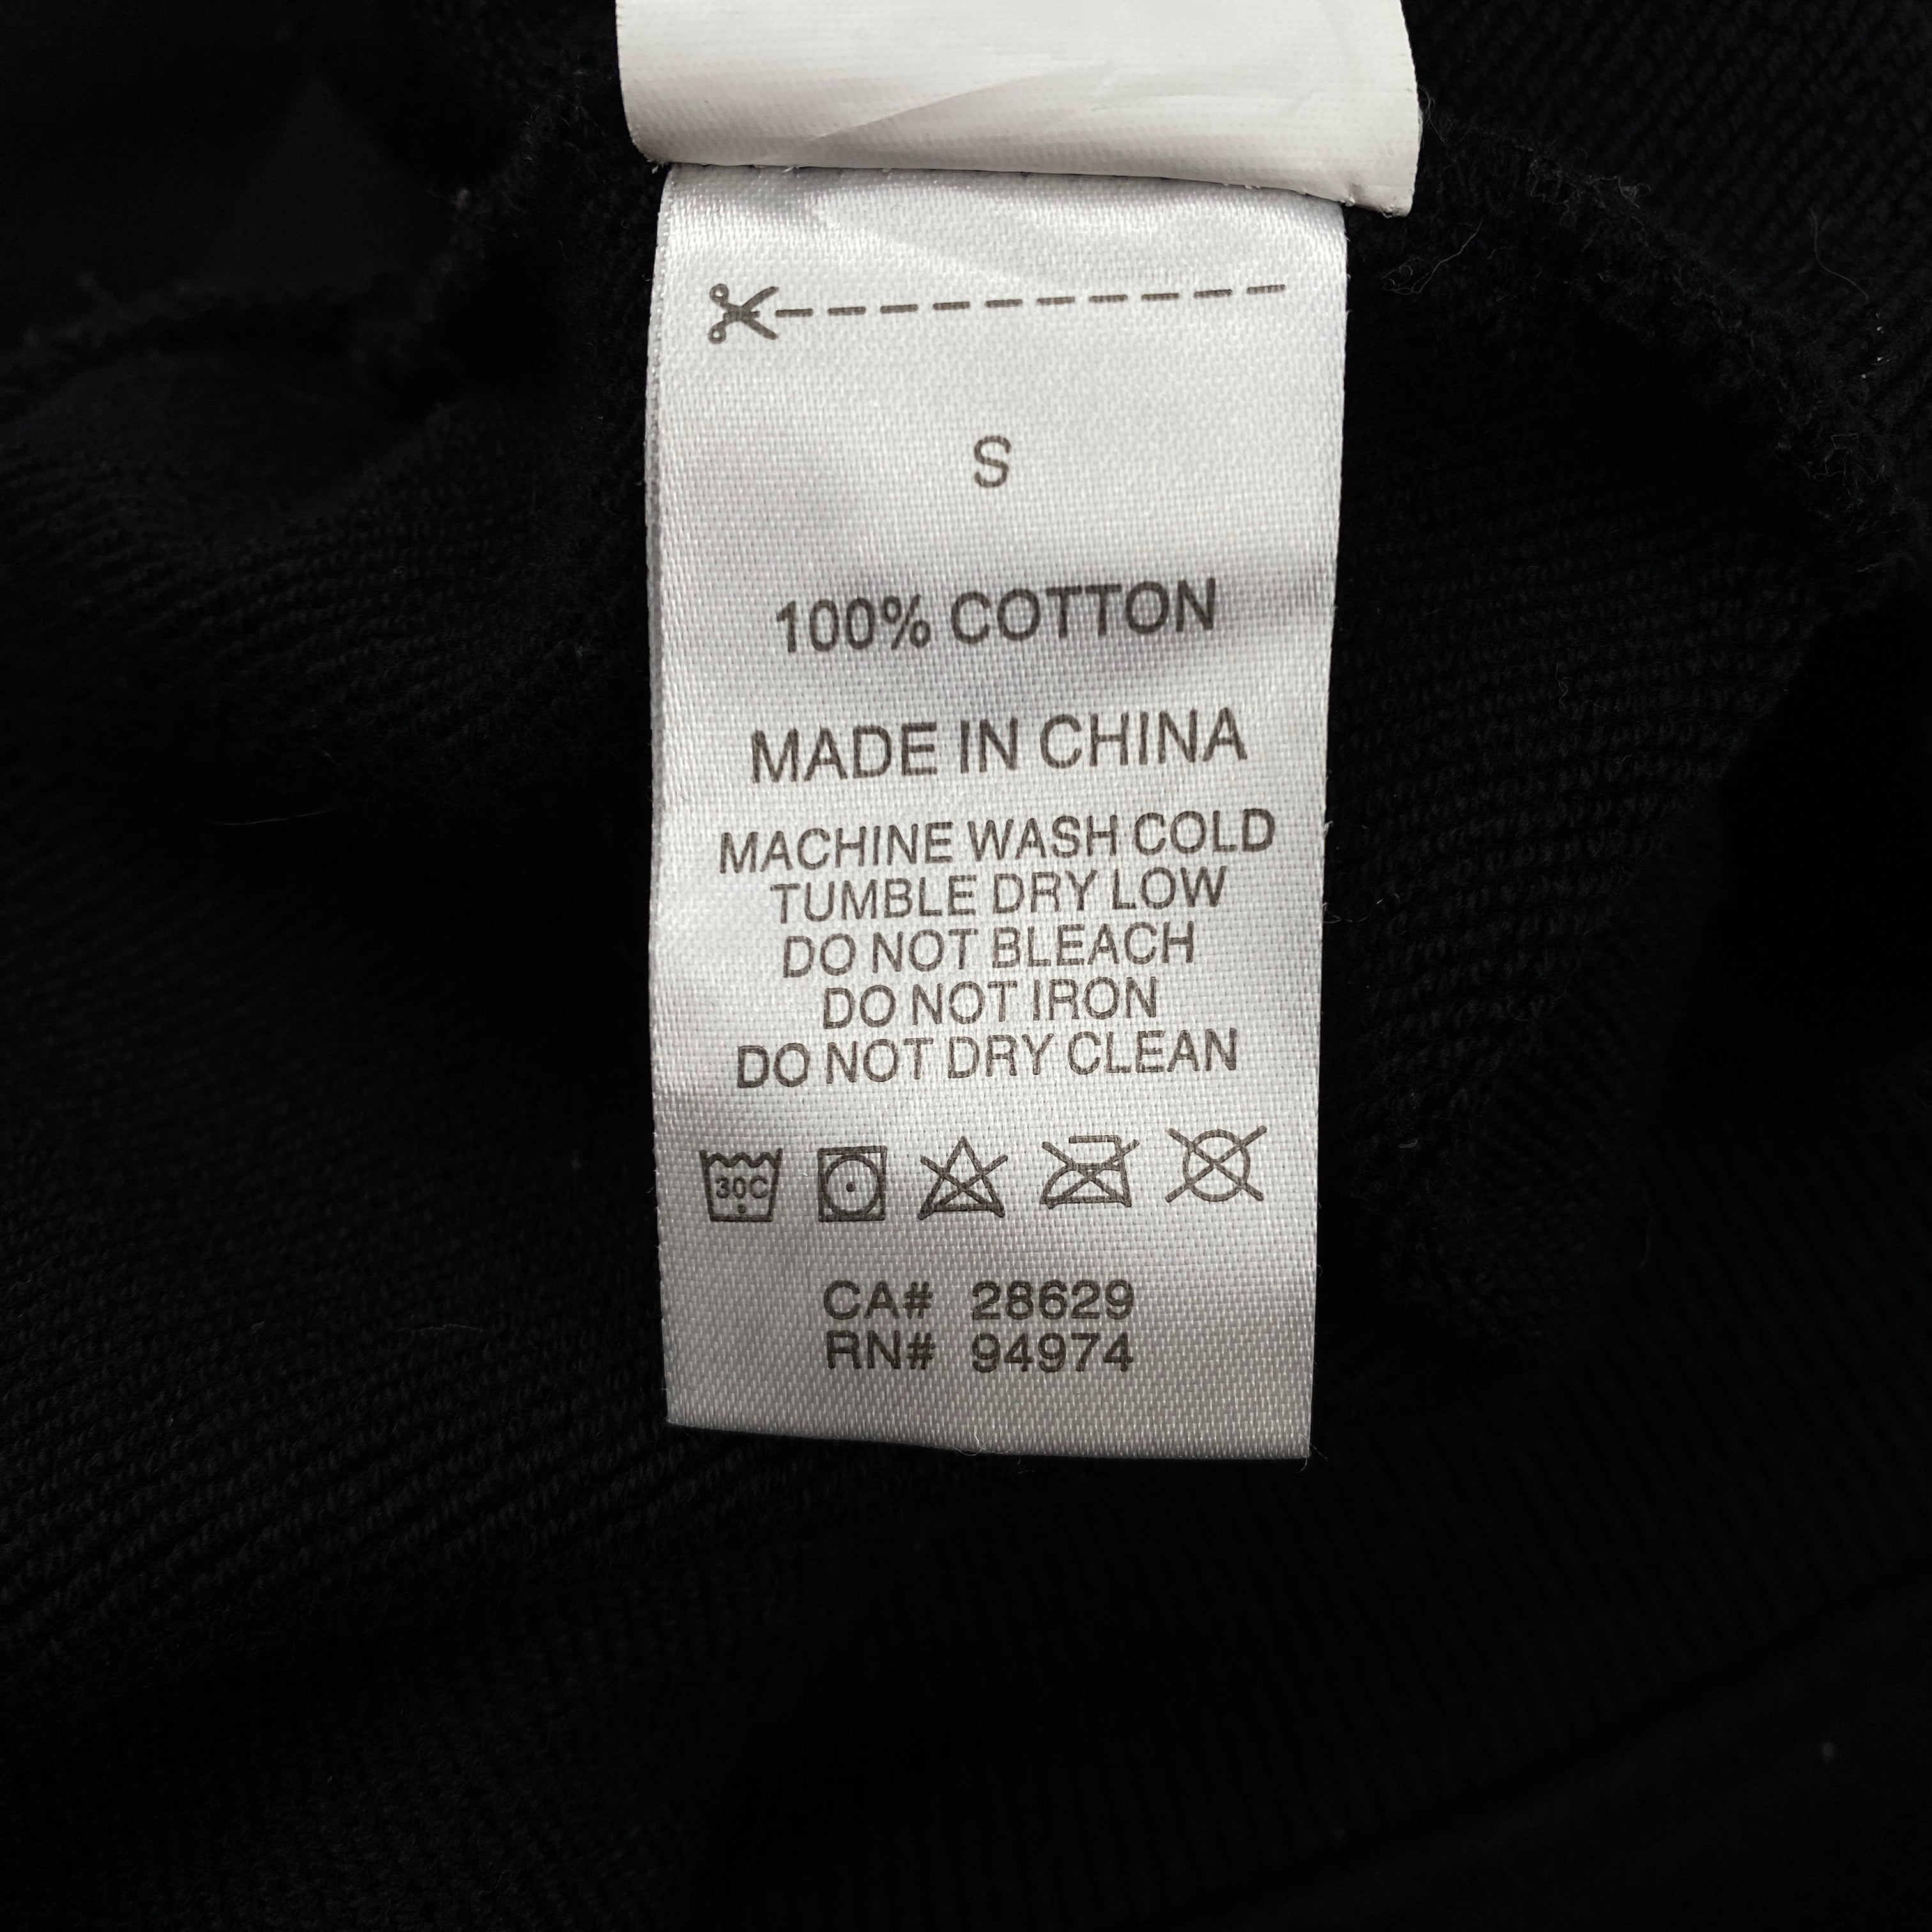 S
100% COTTON
MADE IN CHINA
MACHINE WASH COLD
TUMBLE DRY LOW
DO NOT BLEACH
DO NOT IRON
DO NOT DRY CLEAN
30C
CA# 28629
RN# 94974